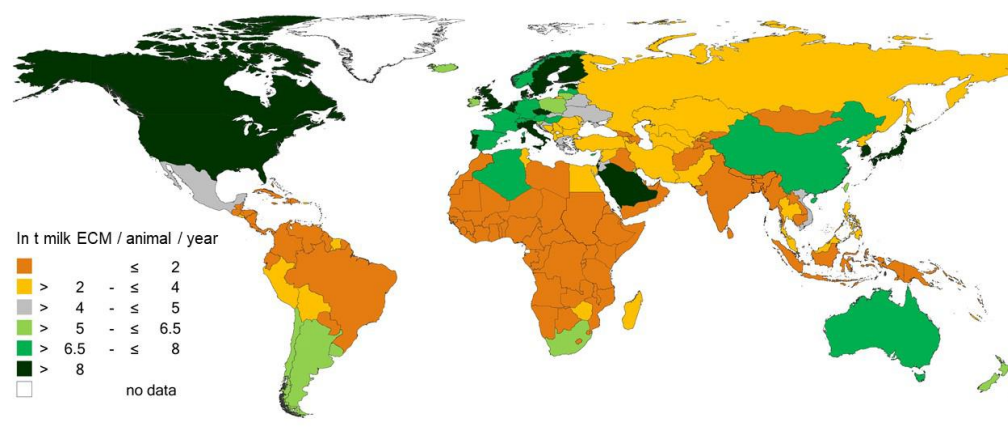 In t milk ECM / animal / year
≤ 2
> 2 - ≤ 4
> 4 - ≤ 5
> 5 - ≤ 6.5
> 6.5 - ≤ 8
> 8
no data